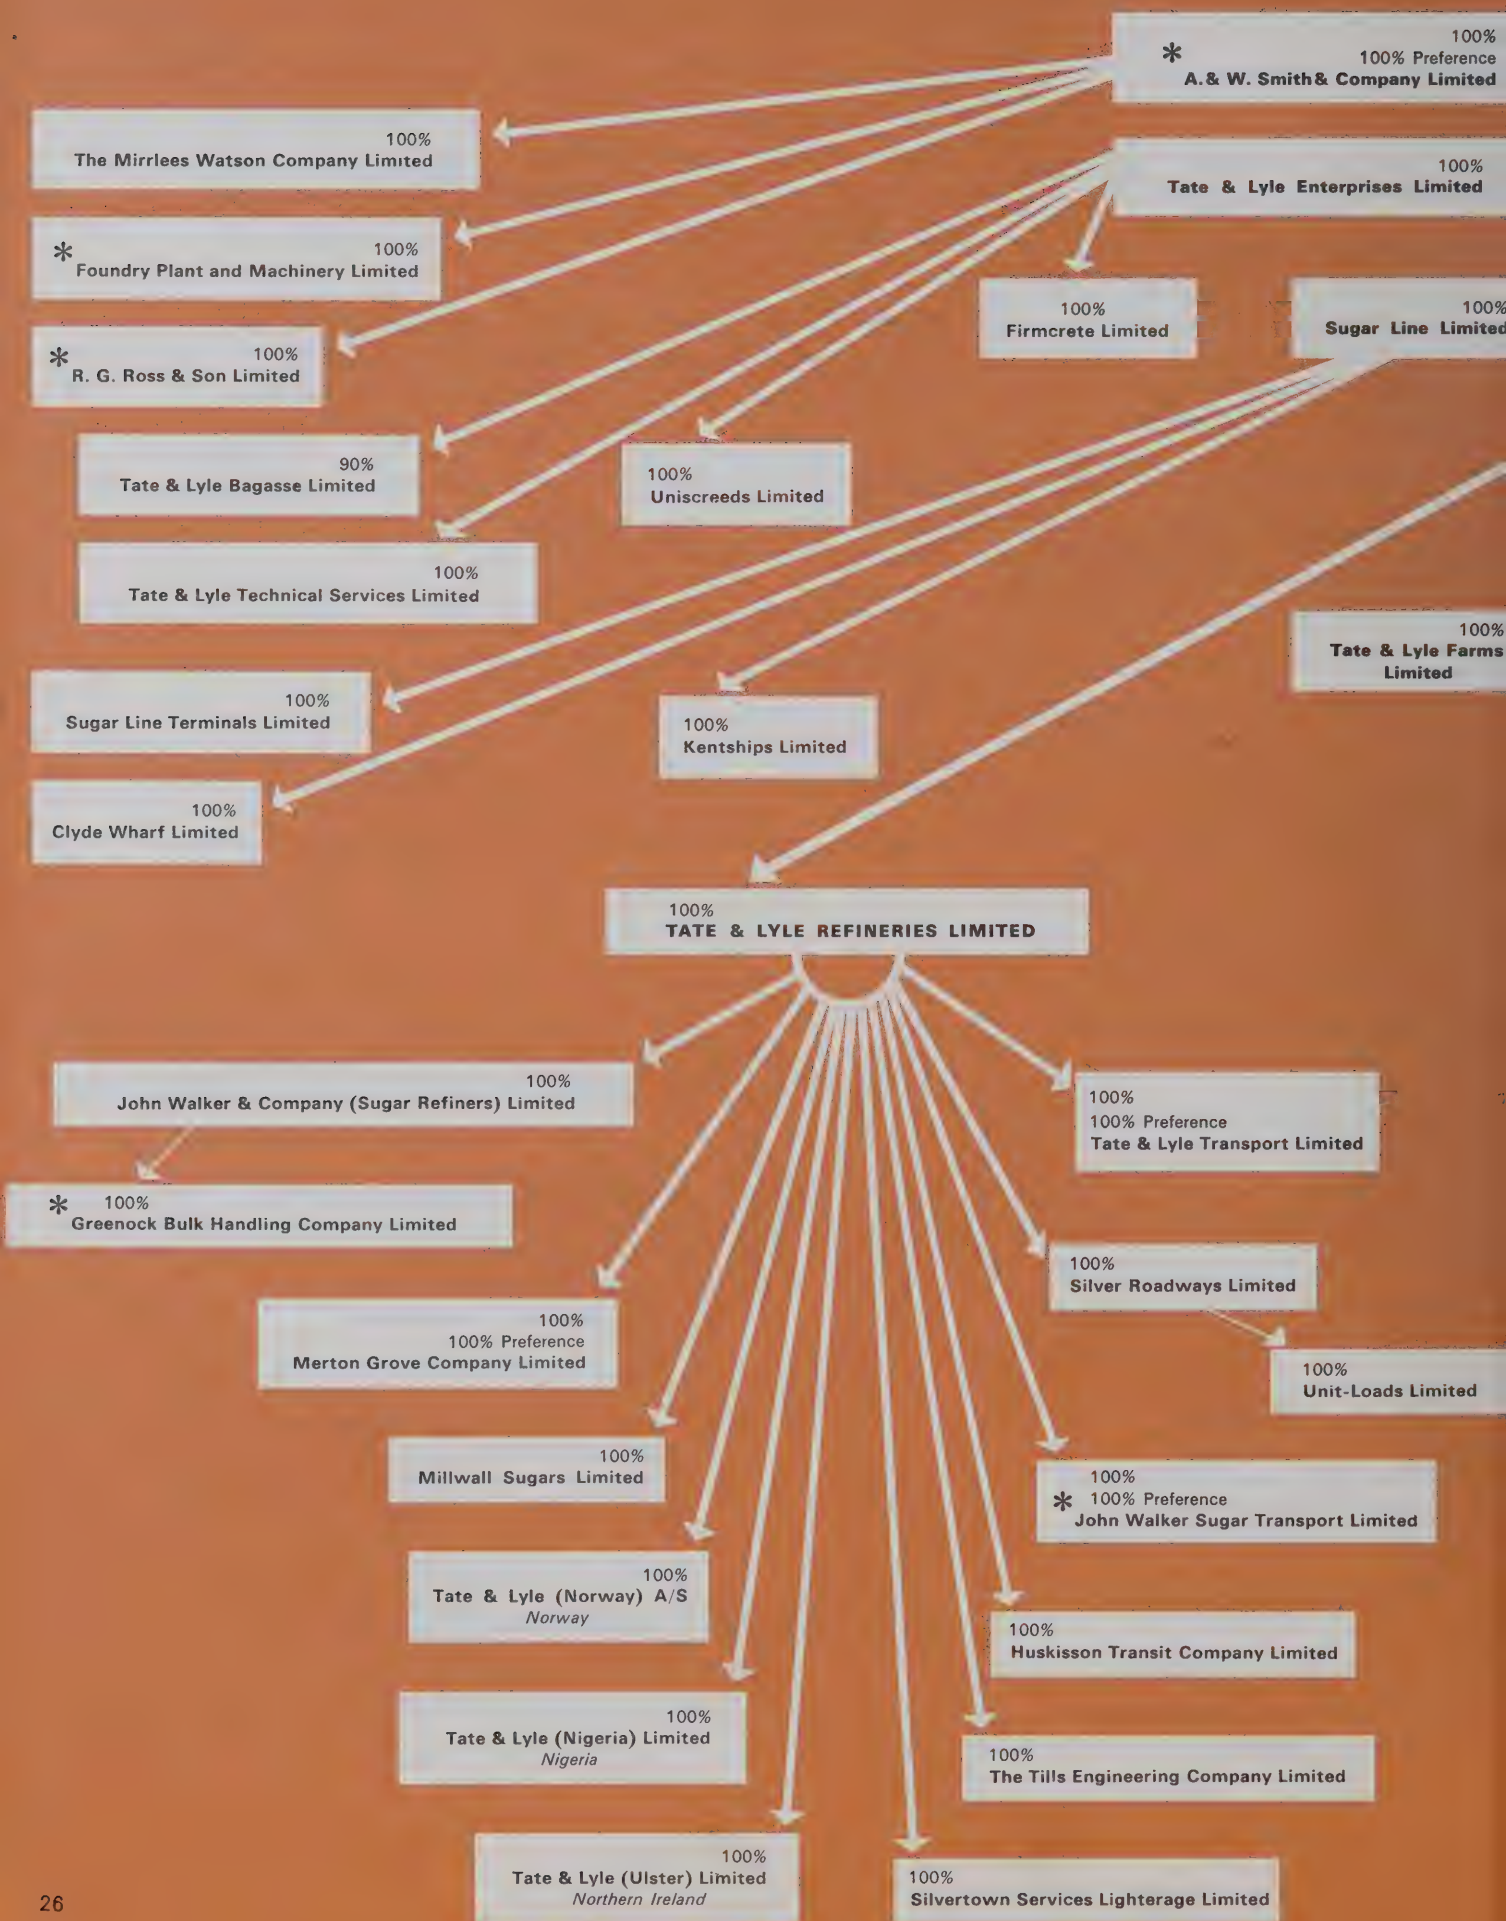 100%
* 100% Preference
A. & W. Smith & Company Limited
100%
The Mirrlees Watson Company Limited
100%
Tate & Lyle Enterprises Limited
* 100%
Foundry Plant and Machinery Limited
100%
Firmcrete Limited
100%
Sugar Line Limited
* 100%
R. G. Ross & Son Limited
90%
Tate & Lyle Bagasse Limited
100%
Uniscreeds Limited
100%
Tate & Lyle Technical Services Limited
100%
Tate & Lyle Farms
Limited
100%
Sugar Line Terminals Limited
100%
Kentships Limited
100%
Clyde Wharf Limited
100%
TATE & LYLE REFINERIES LIMITED
100%
John Walker & Company (Sugar Refiners) Limited
100%
100% Preference
Tate & Lyle Transport Limited
* 100%
Greenock Bulk Handling Company Limited
100%
Silver Roadways Limited
100%
100% Preference
Merton Grove Company Limited
100%
Unit-Loads Limited
100%
Millwall Sugars Limited
100%
* 100% Preference
John Walker Sugar Transport Limited
100%
Tate & Lyle (Norway) A/S
Norway
100%
Huskisson Transit Company Limited
100%
Tate & Lyle (Nigeria) Limited
Nigeria
100%
The Tills Engineering Company Limited
100%
Tate & Lyle (Ulster) Limited
Northern Ireland
100%
Silvertown Services Lighterage Limited
26